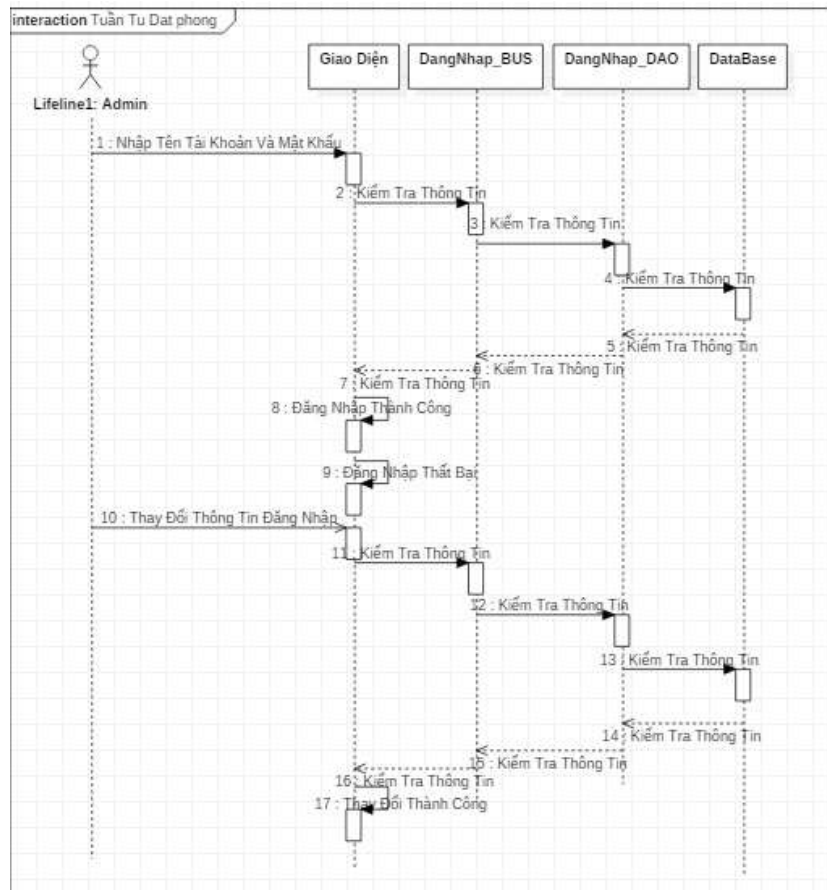 interaction Tuần Tu Dat phong
Giao Diện
DangNhap_BUS
DangNhap_DAO
DataBase
Lifeline1: Admin
1 : Nhập Tên Tài Khoản Và Mật Khẩu
2 : Kiểm Tra Thông Tin
3 : Kiểm Tra Thông Tin
4 : Kiểm Tra Thông Tin
5 : Kiểm Tra Thông Tin
6 : Kiểm Tra Thông Tin
7 : Kiểm Tra Thông Tin
8 : Đăng Nhập Thành Công
9 : Đăng Nhập Thất Bại
10 : Thay Đổi Thông Tin Đăng Nhập
11 : Kiểm Tra Thông Tin
12 : Kiểm Tra Thông Tin
13 : Kiểm Tra Thông Tin
14 : Kiểm Tra Thông Tin
15 : Kiểm Tra Thông Tin
16 : Kiểm Tra Thông Tin
17 : Thay Đổi Thành Công